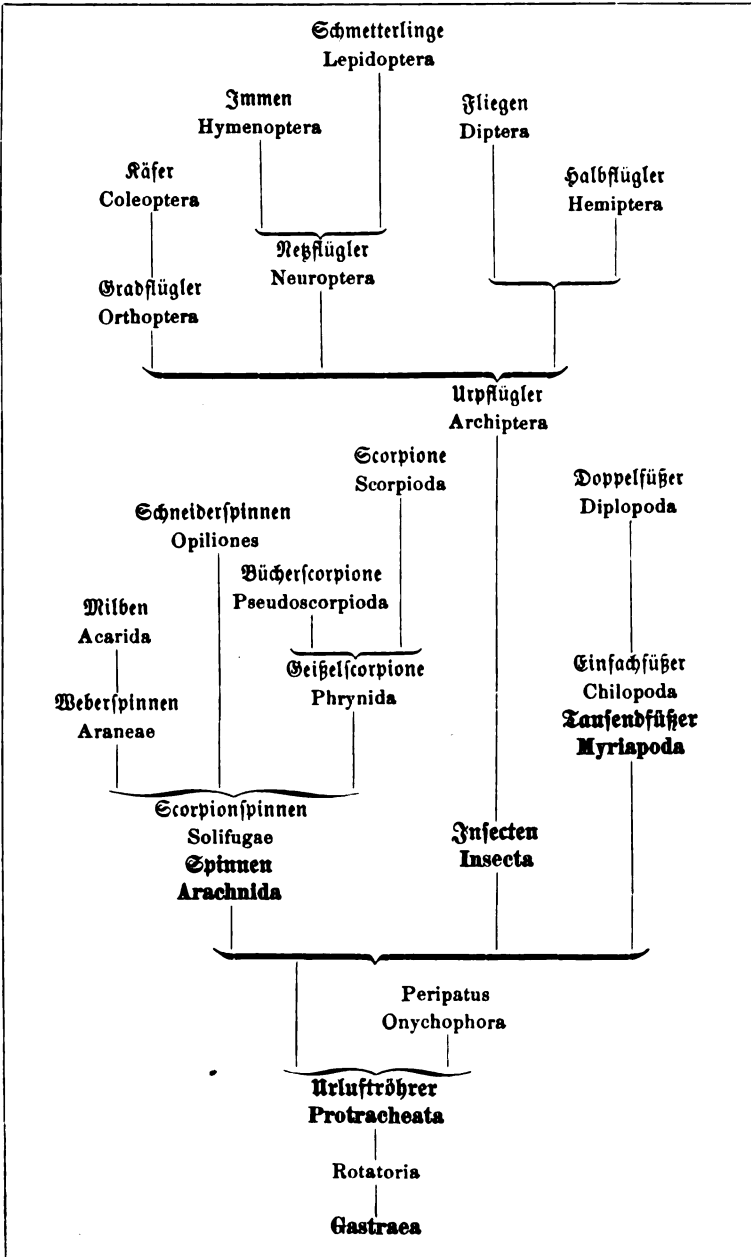 Schmetterlinge
Lepidoptera
Immen
Hymenoptera
Fliegen
Diptera
Käfer
Coleoptera
Halbflügler
Hemiptera
Netzflügler
Neuroptera
Gradflügler
Orthoptera
Urpflügler
Archiptera
Scorpione
Scorpioda
Doppelfüßer
Diplopoda
Schneiderspinnen
Opiliones
Bücherscorpione
Pseudoscorpioda
Milben
Acarida
Geißelscorpione
Phrynida
Einfachfüßer
Chilopoda
Tausendfüßer
Myriapoda
Weberspinnen
Araneae
Scorpionspinnen
Solifugae
Spinnen
Arachnida
Insecten
Insecta
Peripatus
Onychophora
Urluftröhrer
Protracheata
Rotatoria
Gastraea